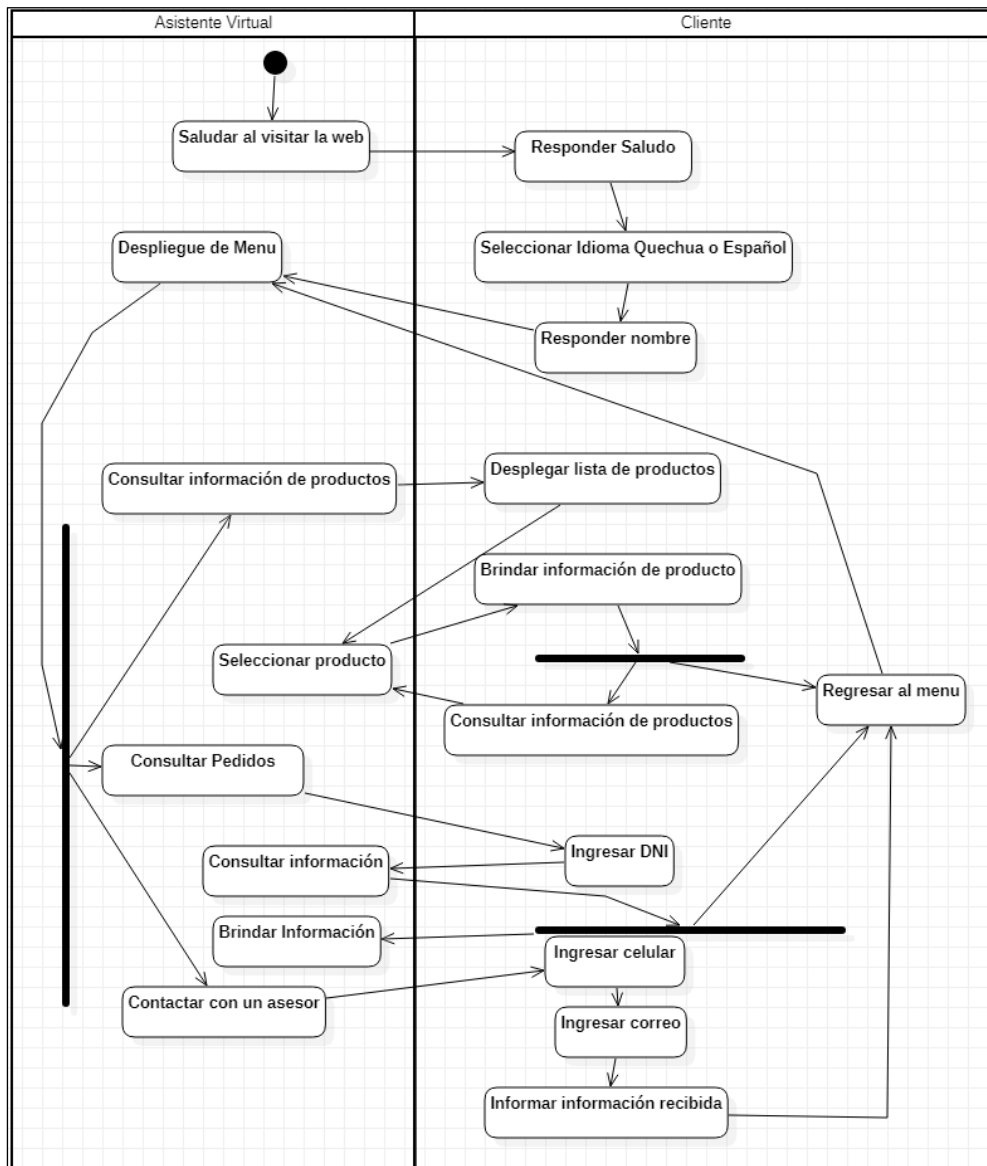 Asistente Virtual
Cliente
Saludar al visitar la web
Responder Saludo
Despliegue de Menu
Seleccionar Idioma Quechua o Español
Responder nombre
Consultar información de productos
Desplegar lista de productos
Brindar información de producto
Seleccionar producto
Regresar al menu
Consultar información de productos
Consultar Pedidos
Ingresar DNI
Consultar información
Brindar Información
Ingresar celular
Contactar con un asesor
Ingresar correo
Informar información recibida